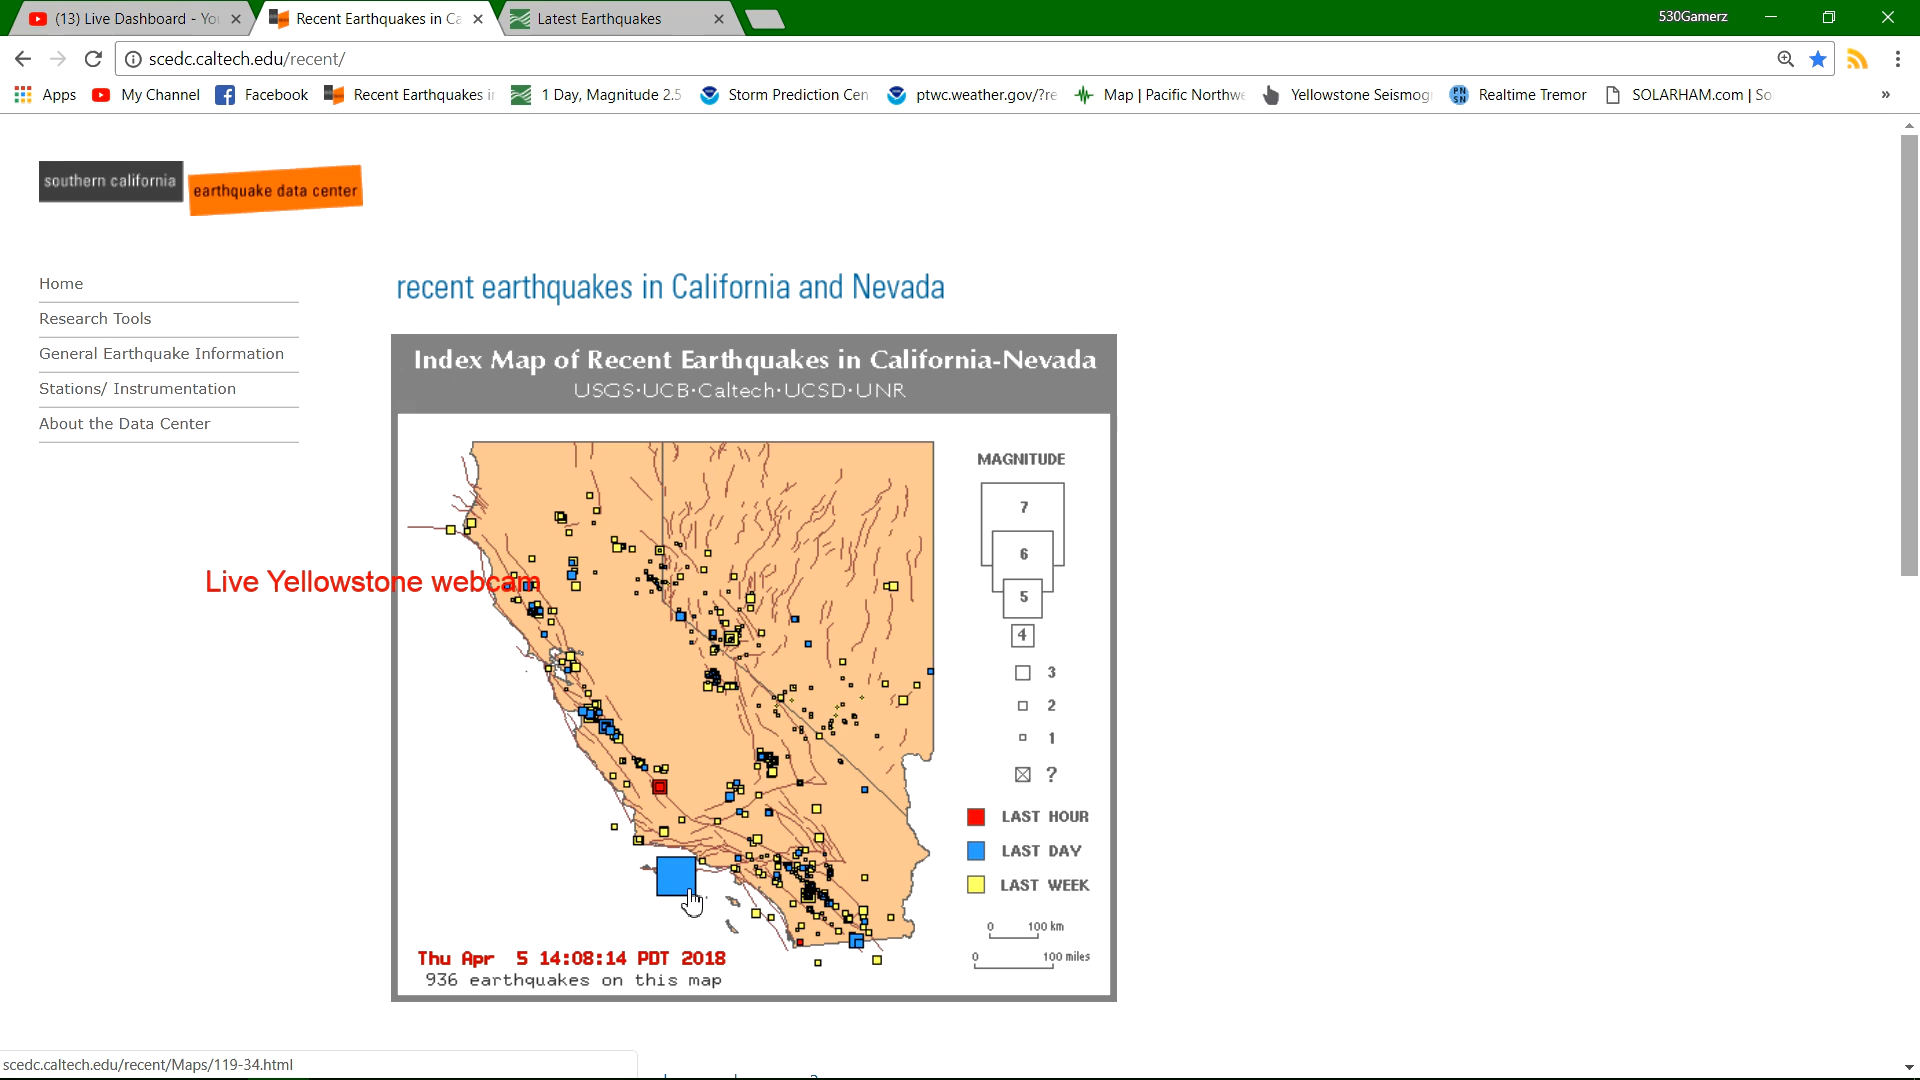 (13) Live Dashboard - You
Recent Earthquakes in Ca
Latest Earthquakes
530Gamerz
scedc.caltech.edu/recent/
Apps
My Channel
Facebook
Recent Earthquakes in
1 Day, Magnitude 2.5
Storm Prediction Cen
ptwc.weather.gov/?re
Map | Pacific Northwe
Yellowstone Seismog
Realtime Tremor
SOLARHAM.com | So
»
southern california
earthquake data center
Home
Research Tools
General Earthquake Information
Stations/ Instrumentation
About the Data Center
recent earthquakes in California and Nevada
Index Map of Recent Earthquakes in California-Nevada
USGS·UCB·Caltech·UCSD·UNR
MAGNITUDE
7
6
5
4
3
2
1
?
Live Yellowstone webcam
LAST HOUR
LAST DAY
LAST WEEK
0 100 km
0 100 miles
Thu Apr 5 14:08:14 PDT 2018
936 earthquakes on this map
scedc.caltech.edu/recent/Maps/119-34.html